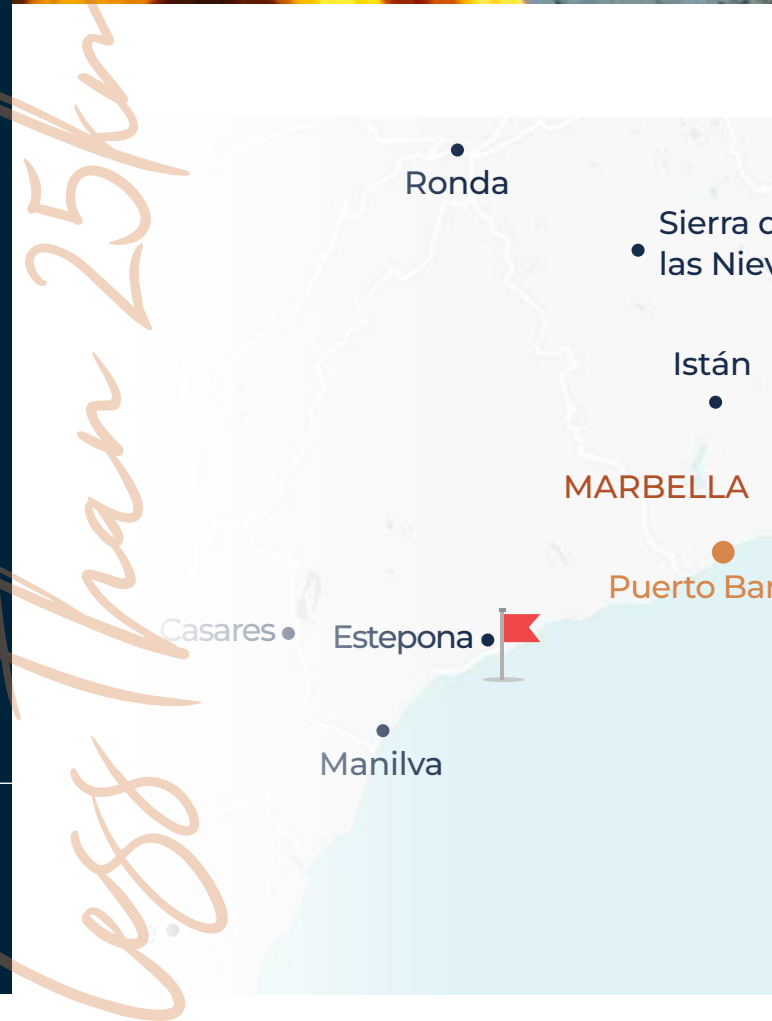 Less Than 25km
Ronda
Sierra d
las Niev
Istán
MARBELLA
Puerto Ban
Casares
Estepona
Manilva